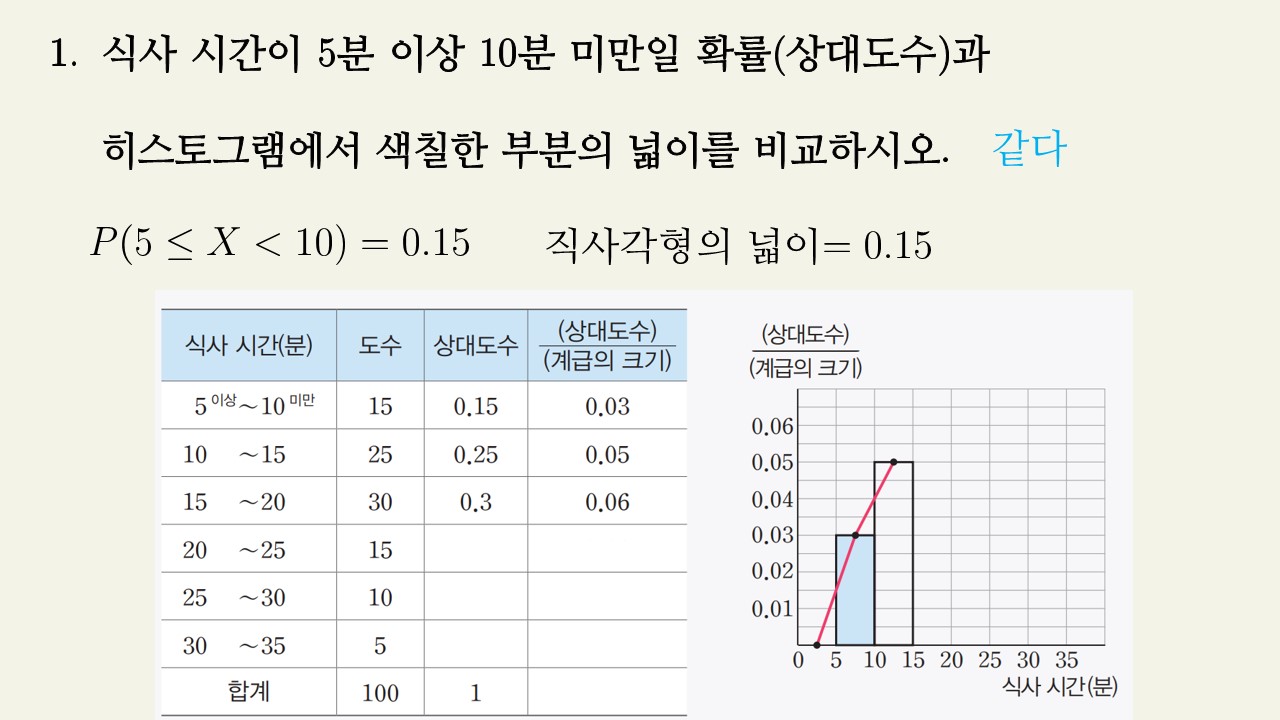 1. 식사 시간이 5분 이상 10분 미만일 확률(상대도수)과
히스토그램에서 색칠한 부분의 넓이를 비교하시오. 같다
P(5 ≤ X < 10) = 0.15 직사각형의 넓이= 0.15
식사 시간(분) 도수 상대도수 (상대도수)/(계급의 크기)
5 이상 ~ 10 미만 15 0.15 0.03
10 ~15 25 0.25 0.05
15 ~20 30 0.3 0.06
20 ~25 15
25 ~30 10
30 ~35 5
합계 100 1
(상대도수)
(계급의 크기)
0.06
0.05
0.04
0.03
0.02
0.01
0 5 10 15 20 25 30 35
식사 시간(분)